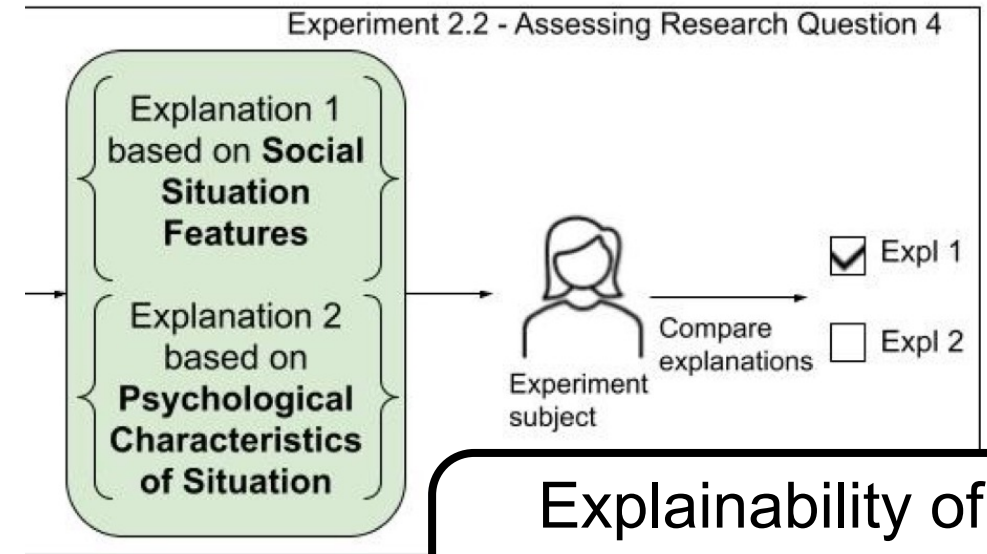 Experiment 2.2 - Assessing Research Question 4
Explanation 1
based on Social
Situation
Features
Explanation 2
based on
Psychological
Characteristics
of Situation
Experiment
subject
Compare
explanations
Expl 1
Expl 2
Explainability of